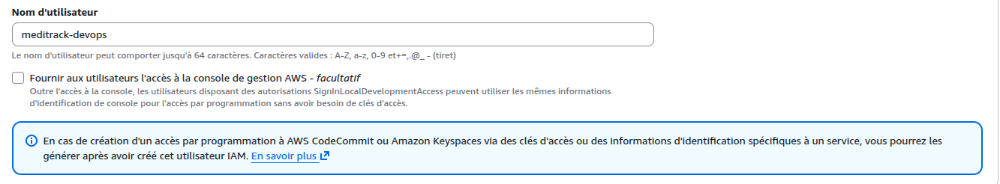 Nom d'utilisateur
meditrack-devops
Le nom d'utilisateur peut comporter jusqu'à 64 caractères. Caractères valides : A-Z, a-z, 0-9 et+=,.@_ - (tiret)
Fournir aux utilisateurs l'accès à la console de gestion AWS - facultatif
Outre l'accès à la console, les utilisateurs disposant des autorisations SignInLocalDevelopmentAccess peuvent utiliser les mêmes informations
d'identification de console pour l'accès par programmation sans avoir besoin de clés d'accès.
En cas de création d'un accès par programmation à AWS CodeCommit ou Amazon Keyspaces via des clés d'accès ou des informations d'identification spécifiques à un service, vous pourrez les
générer après avoir créé cet utilisateur IAM. En savoir plus